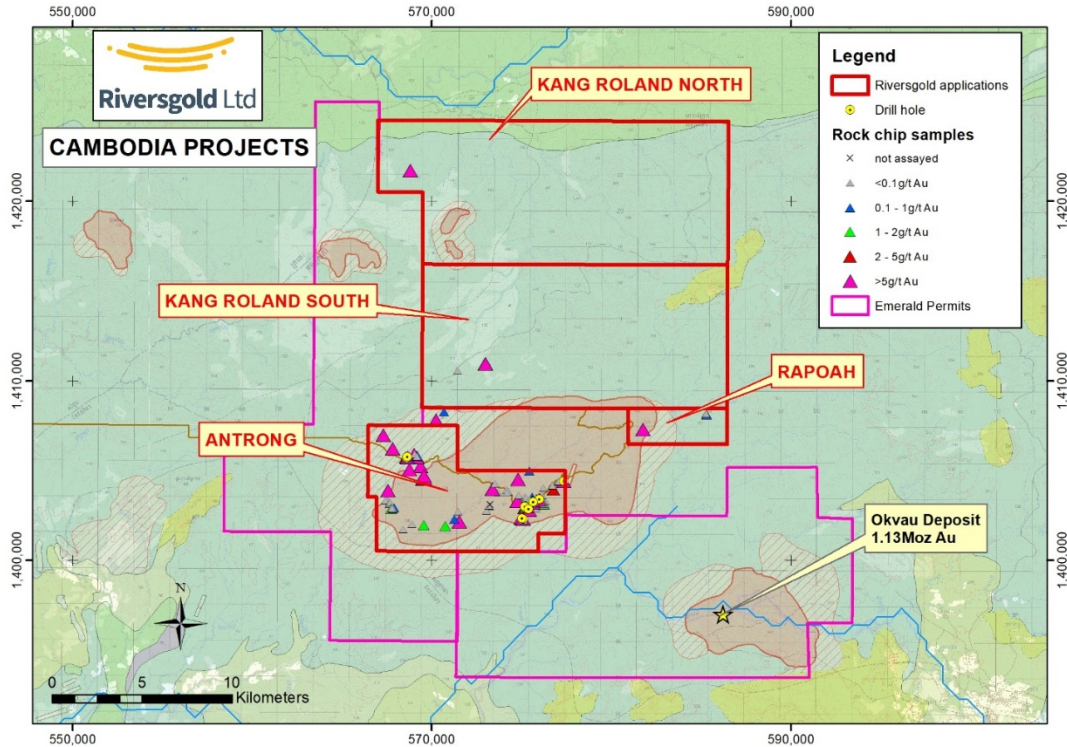 550,000
570,000
590,000
Riversgold Ltd
CAMBODIA PROJECTS
KANG ROLAND NORTH
Legend
Riversgold applications
Drill hole
Rock chip samples
not assayed
<0.1g/t Au
0.1 - 1g/t Au
1 - 2g/t Au
2 - 5g/t Au
>5g/t Au
Emerald Permits
1,420,000
1,420,000
KANG ROLAND SOUTH
RAPOAH
1,410,000
1,410,000
ANTRONG
Okvau Deposit
1.13Moz Au
1,400,000
1,400,000
N
0 5 10
Kilometers
550,000
570,000
590,000